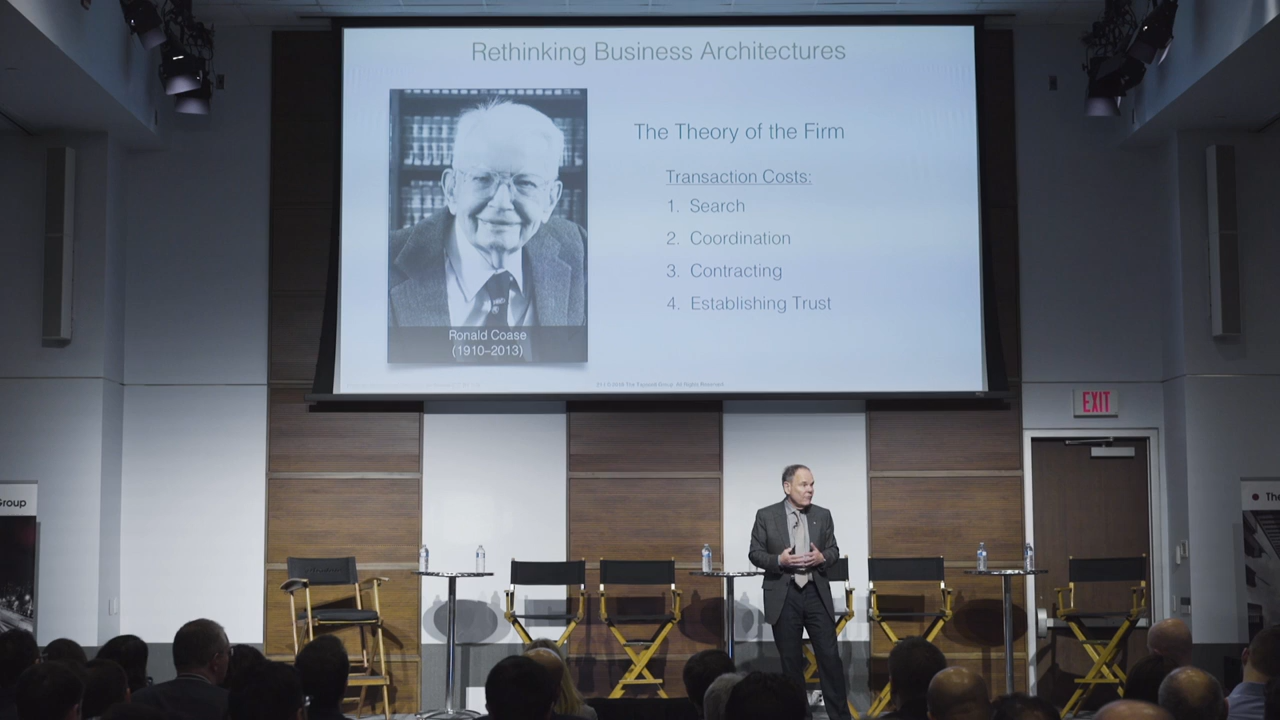 Rethinking Business Architectures
The Theory of the Firm
Transaction Costs:
1. Search
2. Coordination
3. Contracting
4. Establishing Trust
Ronald Coase
(1910–2013)
EXIT
Group
The